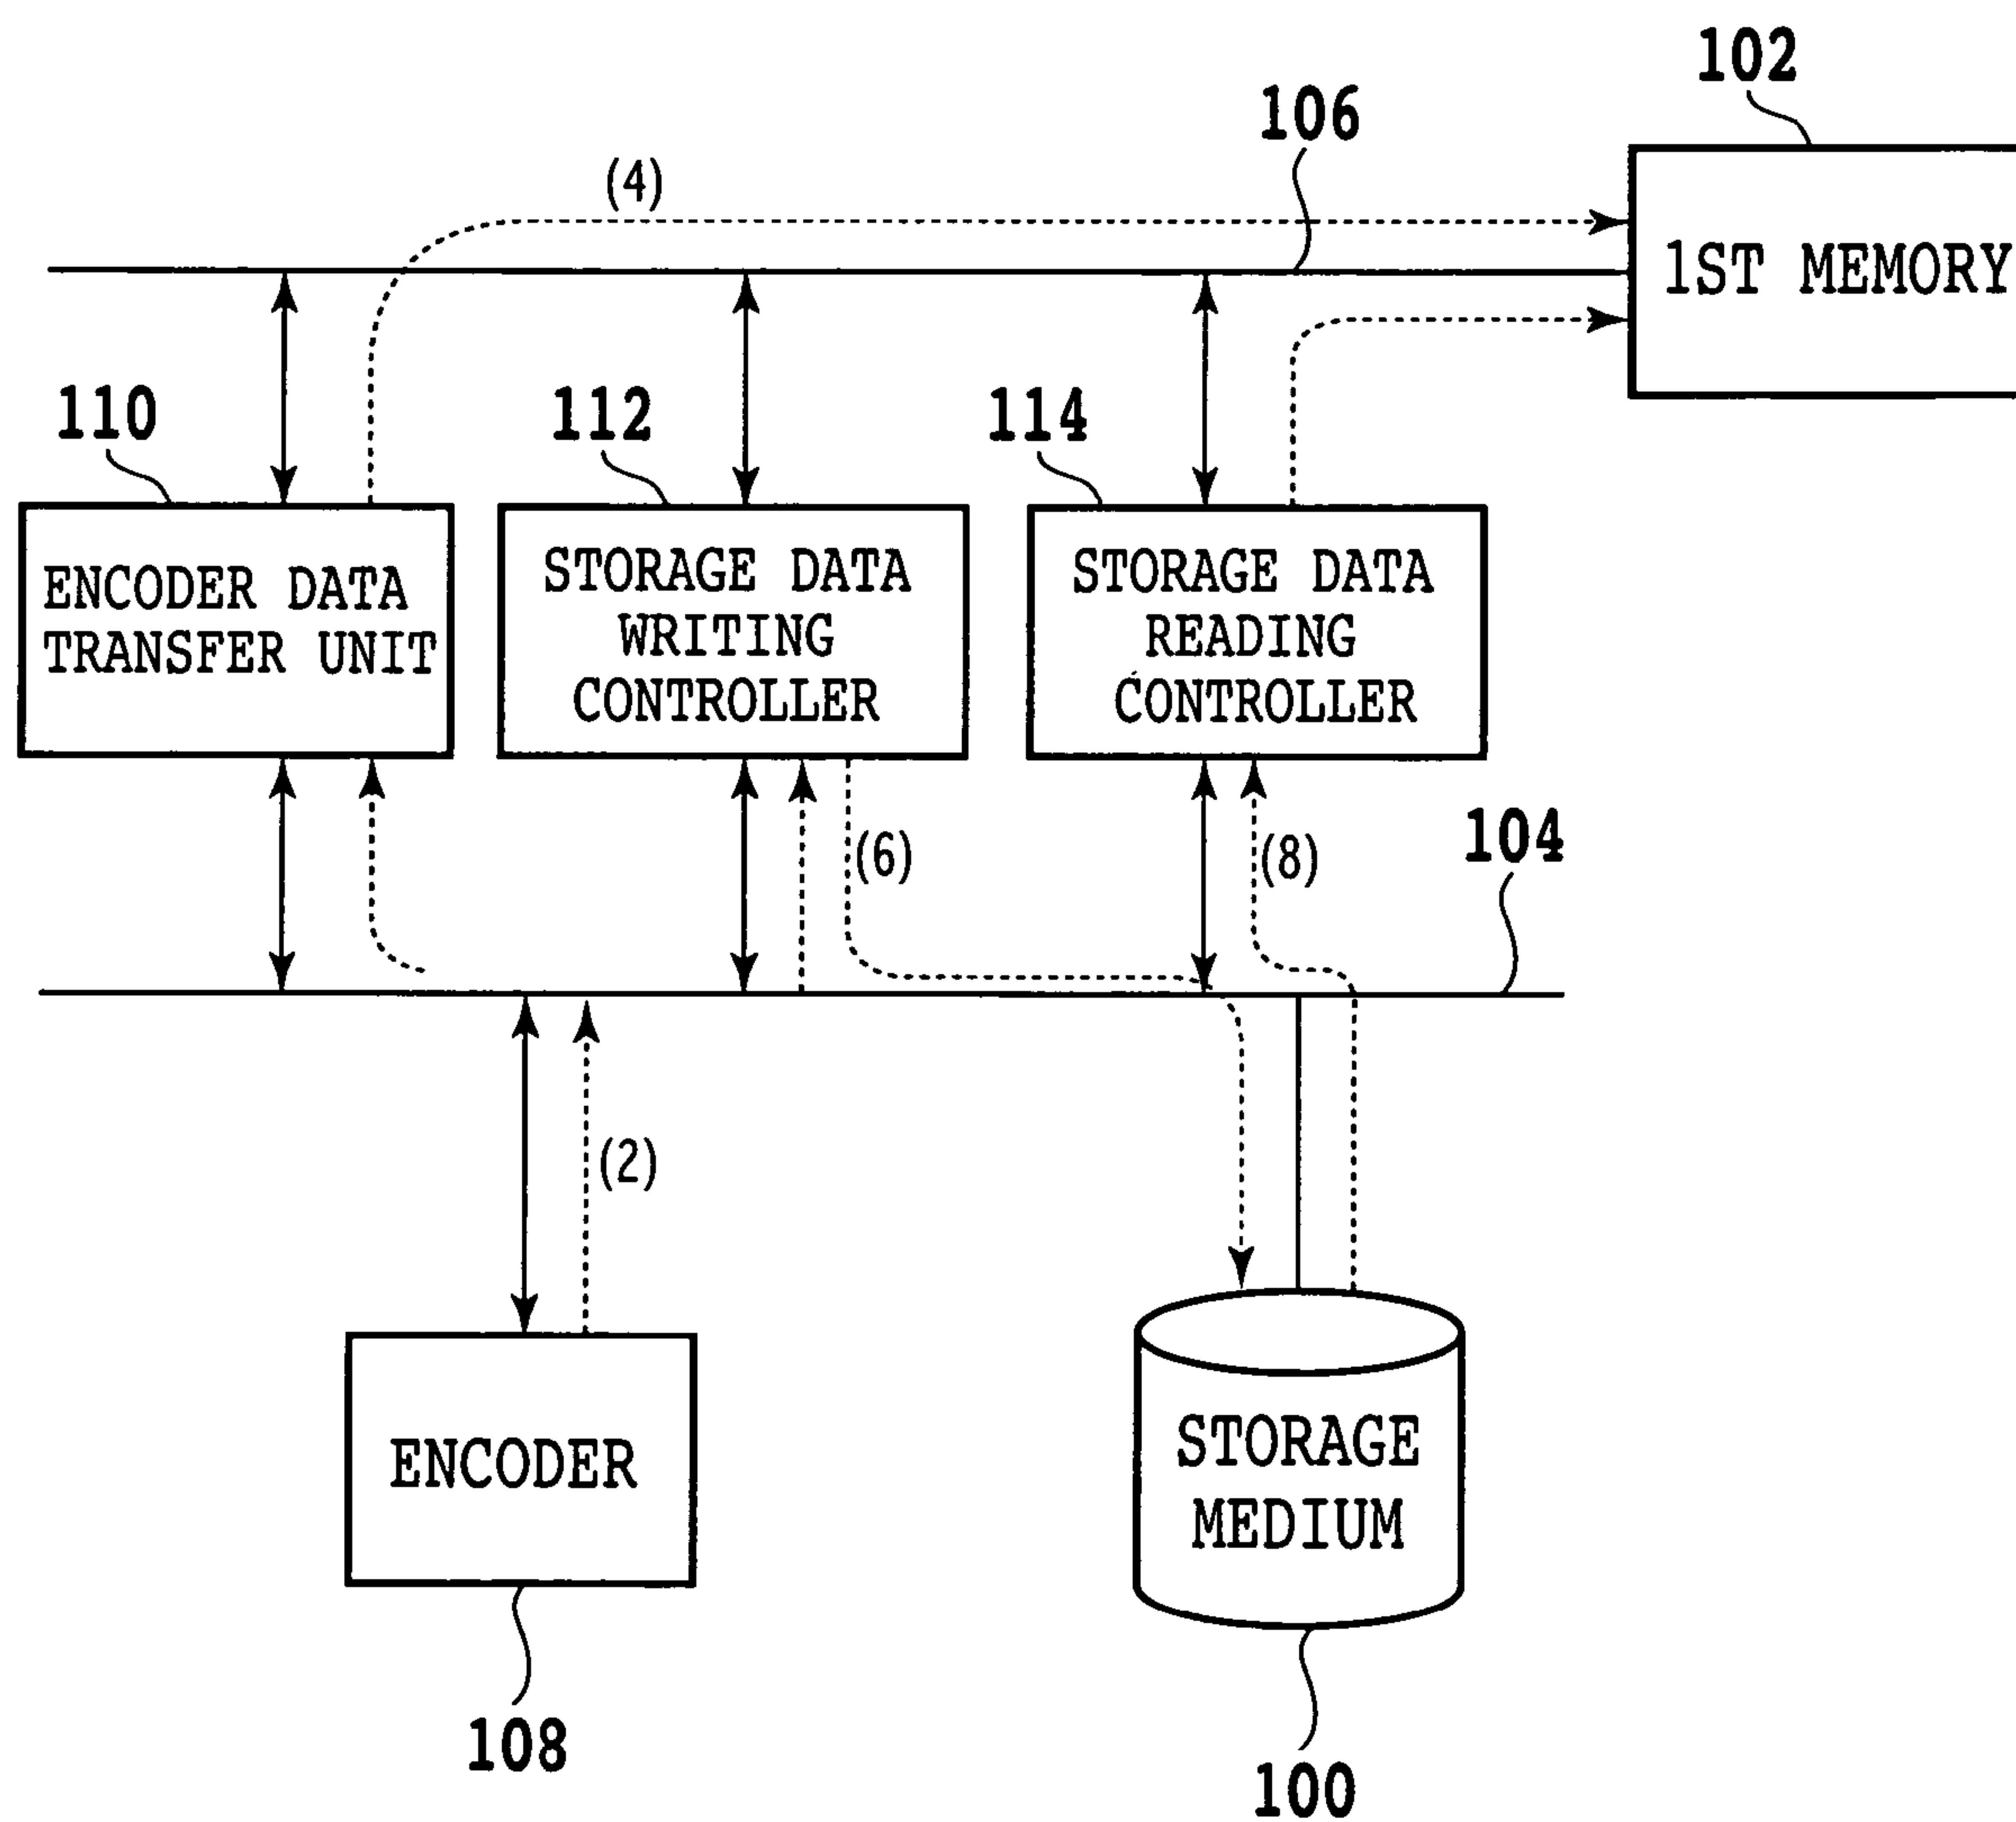 102
106
(4)
1ST MEMORY
110
112
114
ENCODER DATA
TRANSFER UNIT
STORAGE DATA
WRITING
CONTROLLER
STORAGE DATA
READING
CONTROLLER
(6)
(8)
104
(2)
ENCODER
STORAGE
MEDIUM
108
100